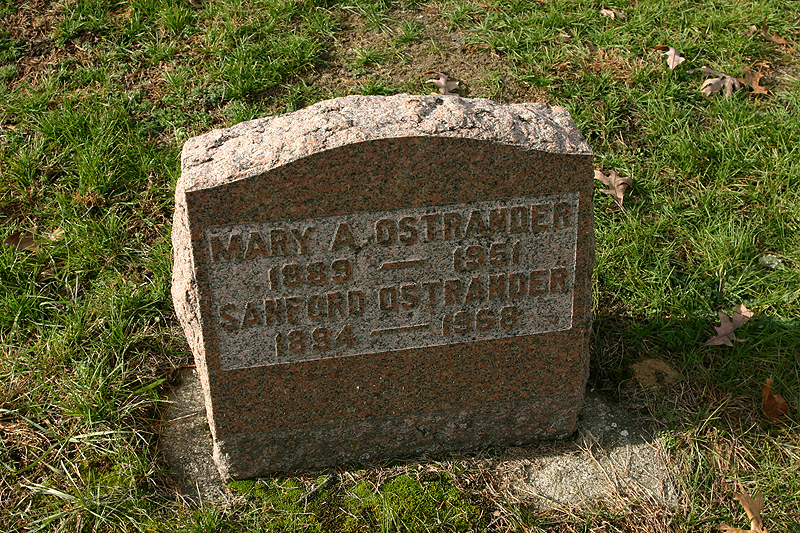 MARY A. OSTRANDER
1889 — 1951
SANFORD OSTRANDER
1894 — 1968